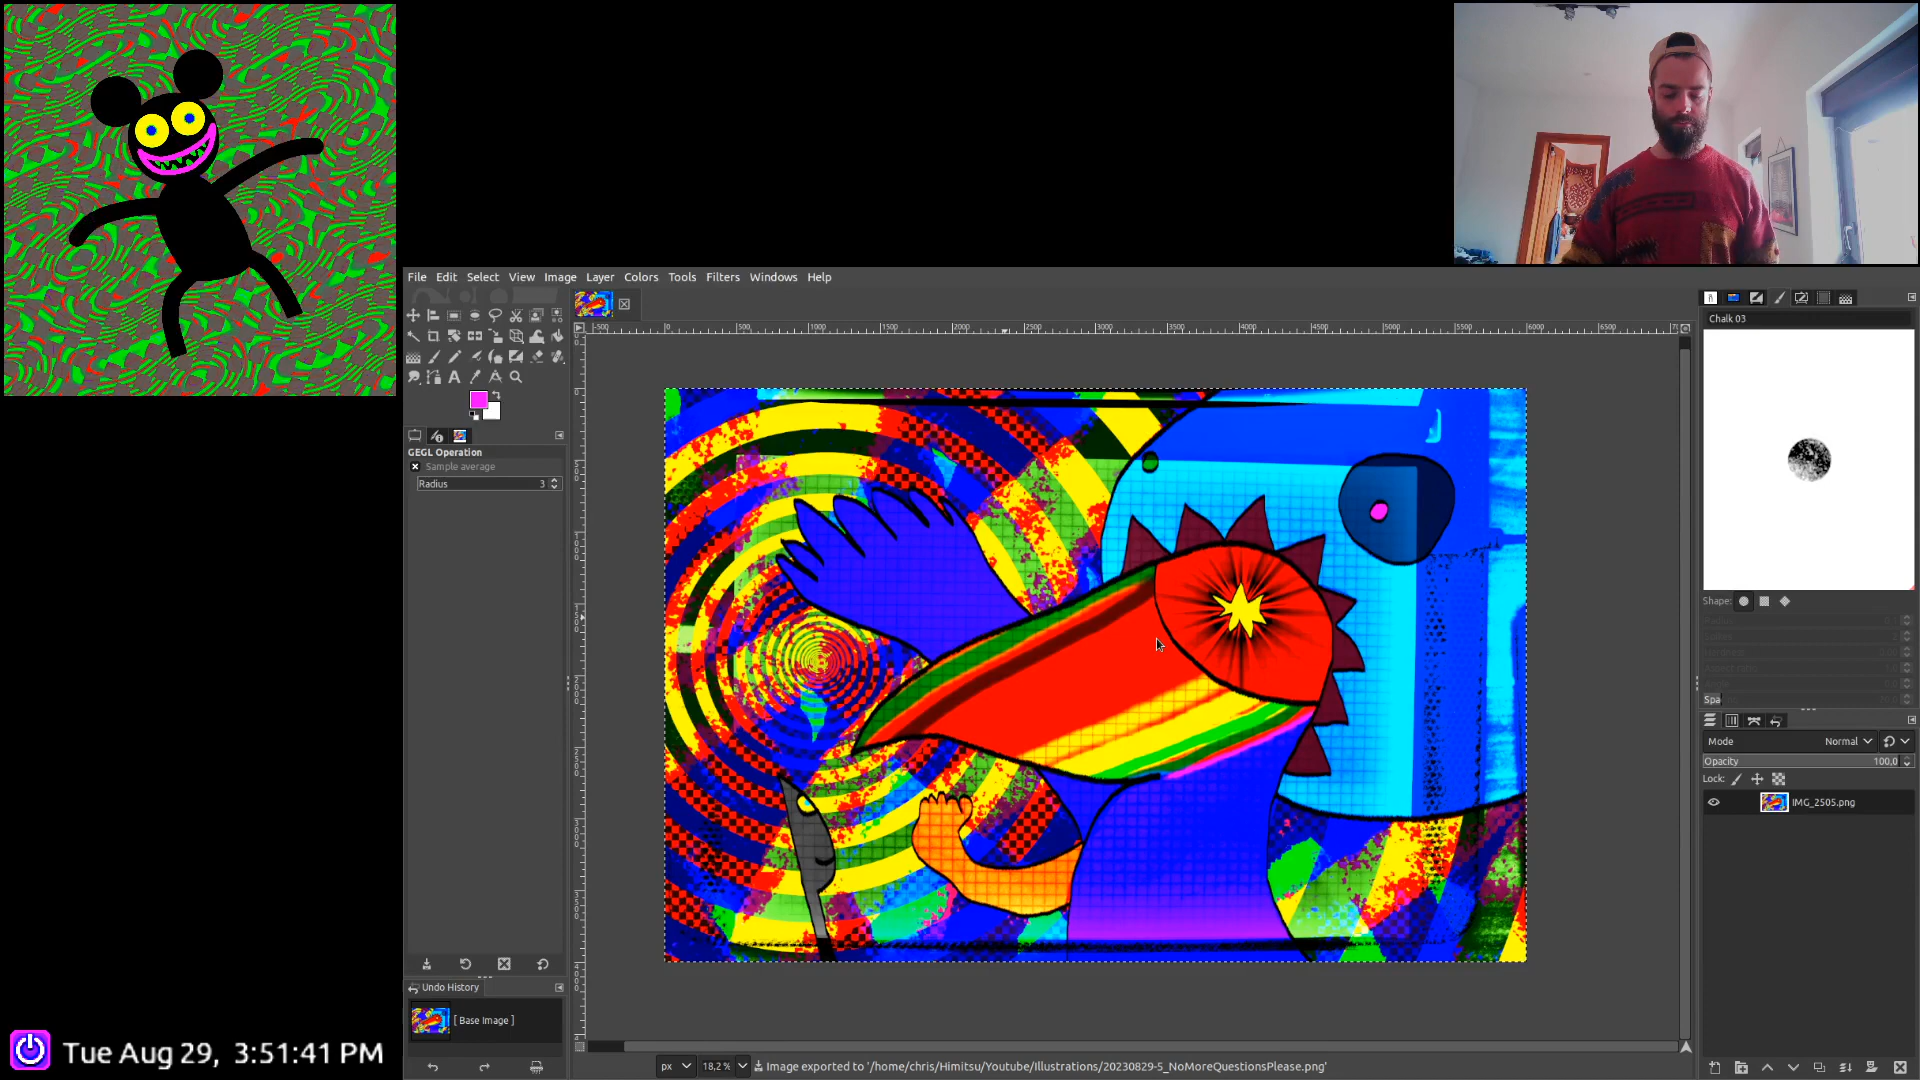 File Edit Select View Image Layer Colors Tools Filters Windows Help
Chalk 03
GEGL Operation
Sample average
Radius 3
Shape:
Spa
Mode Normal
Opacity 100,0
Lock:
IMG_2505.png
Undo History
[ Base Image ]
Tue Aug 29, 3:51:41 PM
px 18,2 % Image exported to '/home/chris/Himitsu/Youtube/Illustrations/20230829-5_NoMoreQuestionsPlease.png'